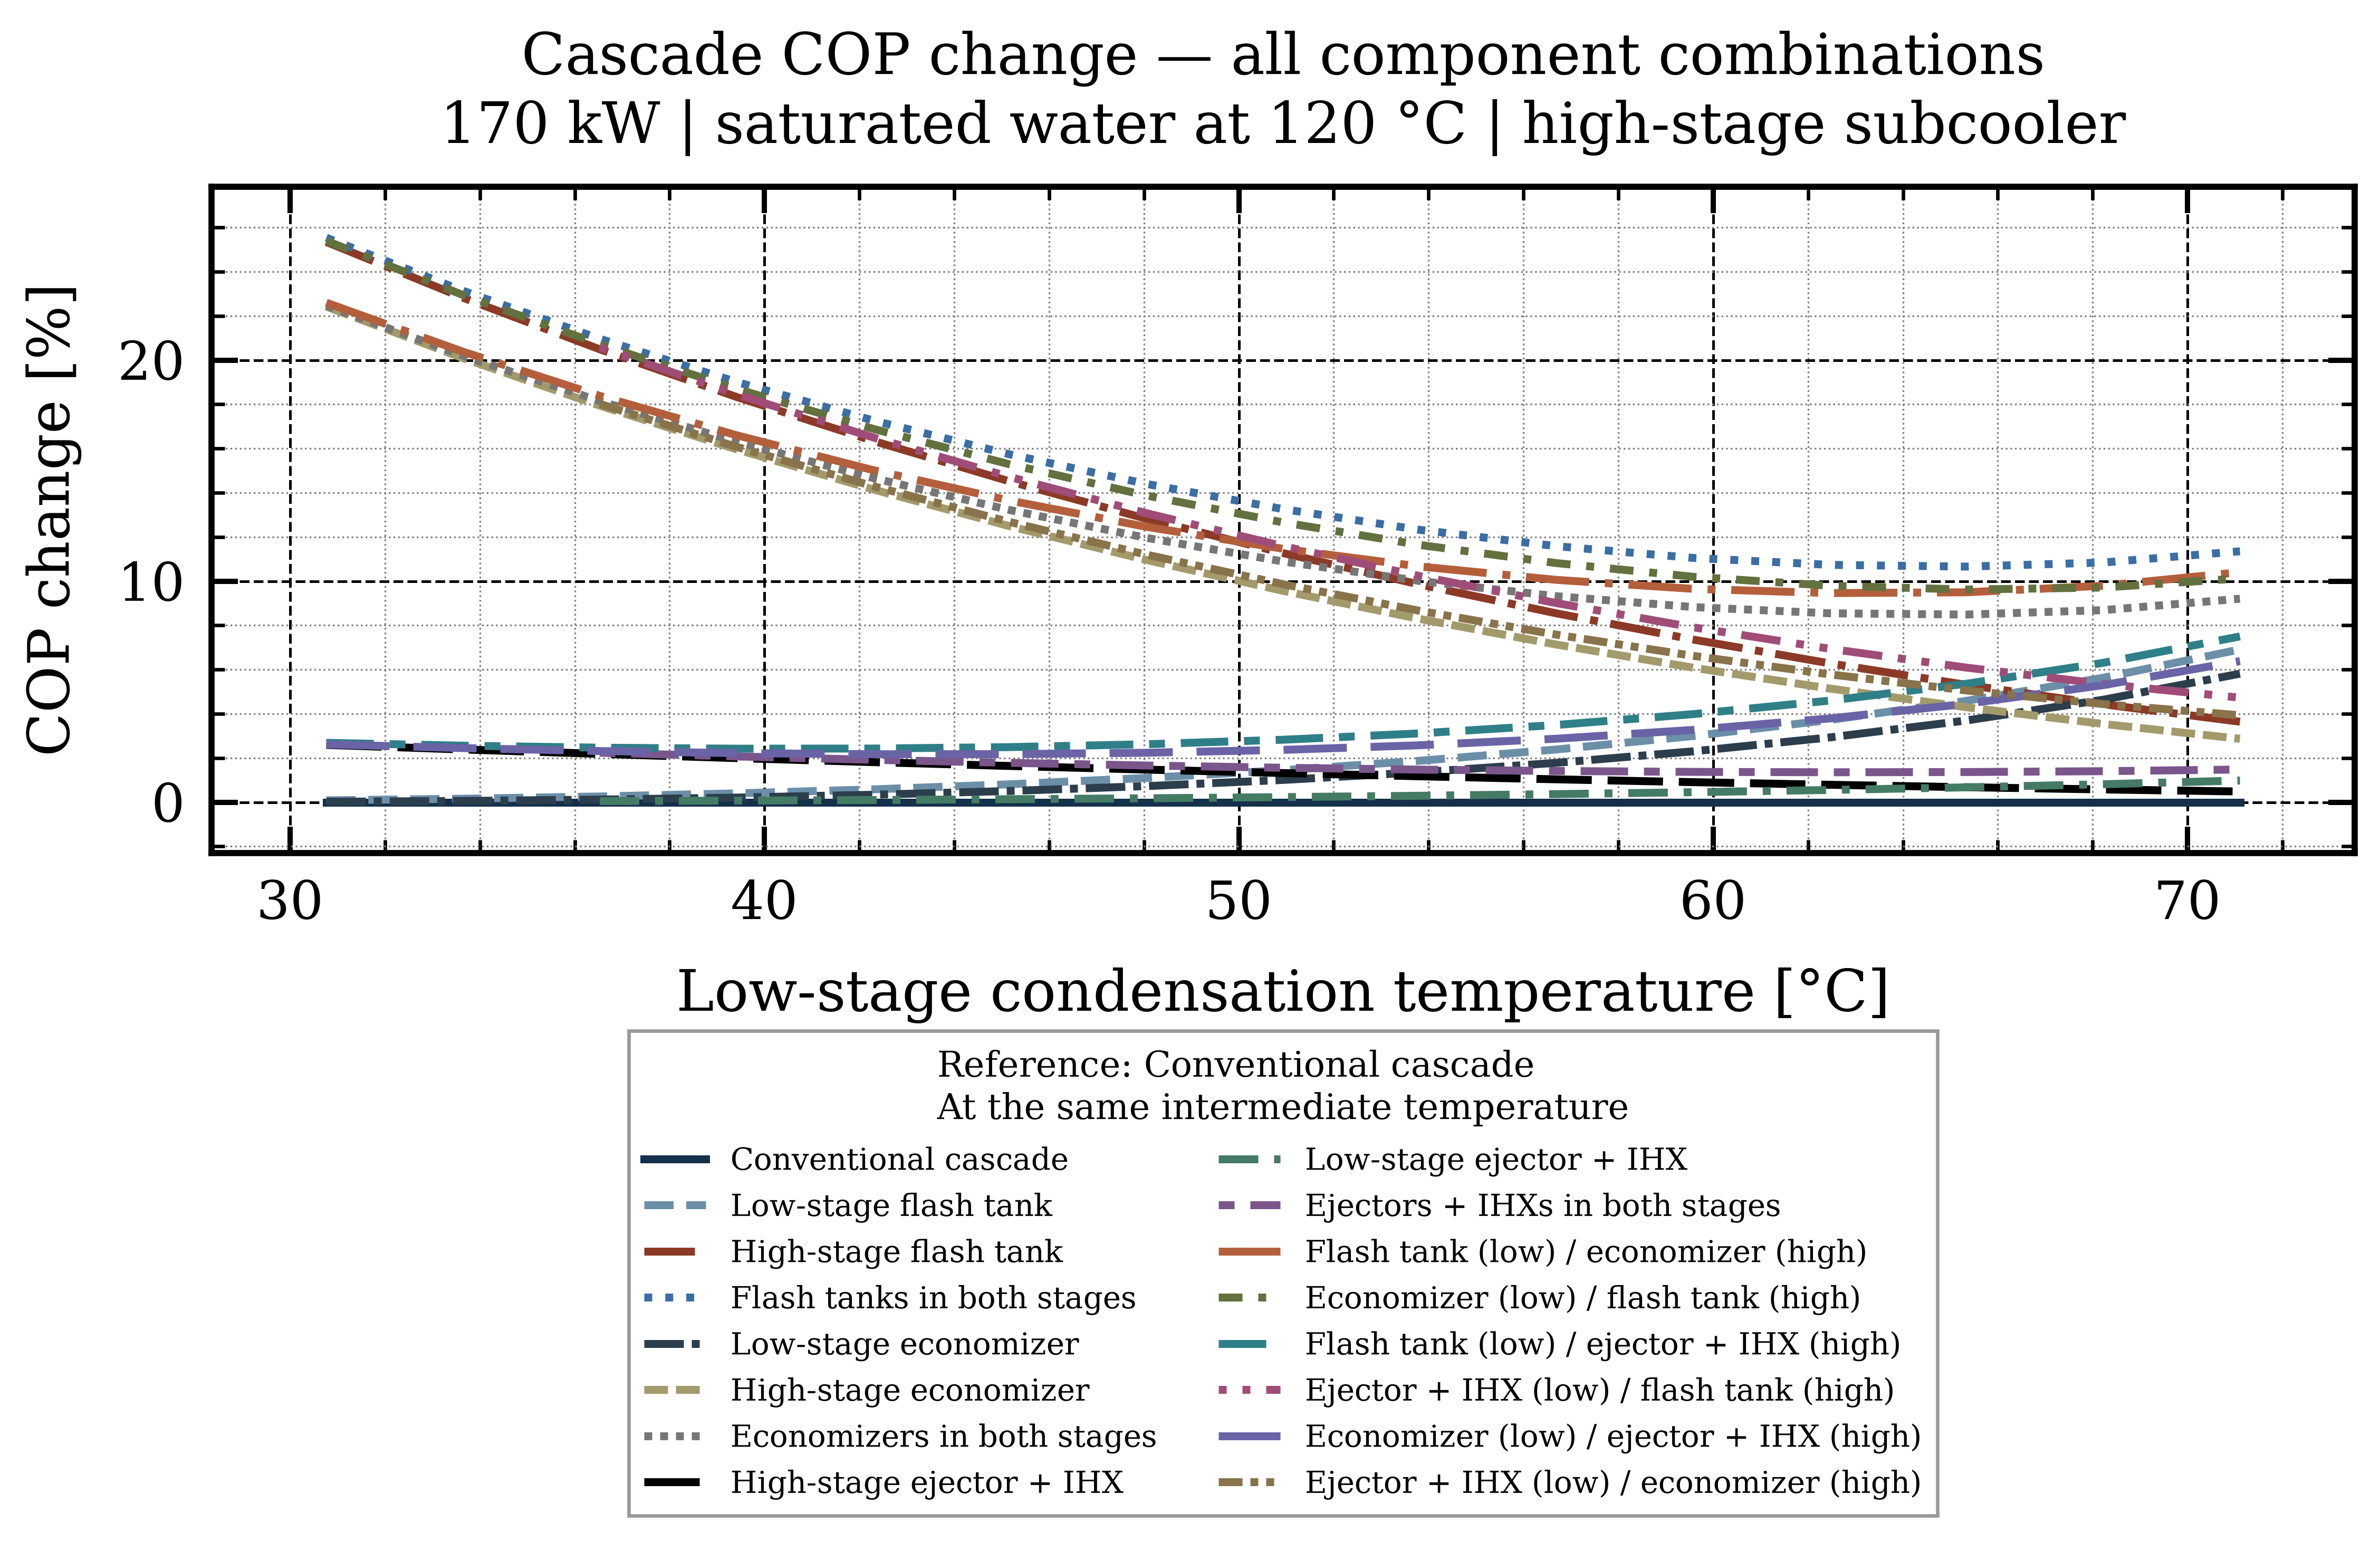 Cascade COP change — all component combinations
170 kW | saturated water at 120 °C | high-stage subcooler
COP change [%]
20
10
0
30 40 50 60 70
Low-stage condensation temperature [°C]
Reference: Conventional cascade
At the same intermediate temperature
Conventional cascade
Low-stage flash tank
High-stage flash tank
Flash tanks in both stages
Low-stage economizer
High-stage economizer
Economizers in both stages
High-stage ejector + IHX
Low-stage ejector + IHX
Ejectors + IHXs in both stages
Flash tank (low) / economizer (high)
Economizer (low) / flash tank (high)
Flash tank (low) / ejector + IHX (high)
Ejector + IHX (low) / flash tank (high)
Economizer (low) / ejector + IHX (high)
Ejector + IHX (low) / economizer (high)